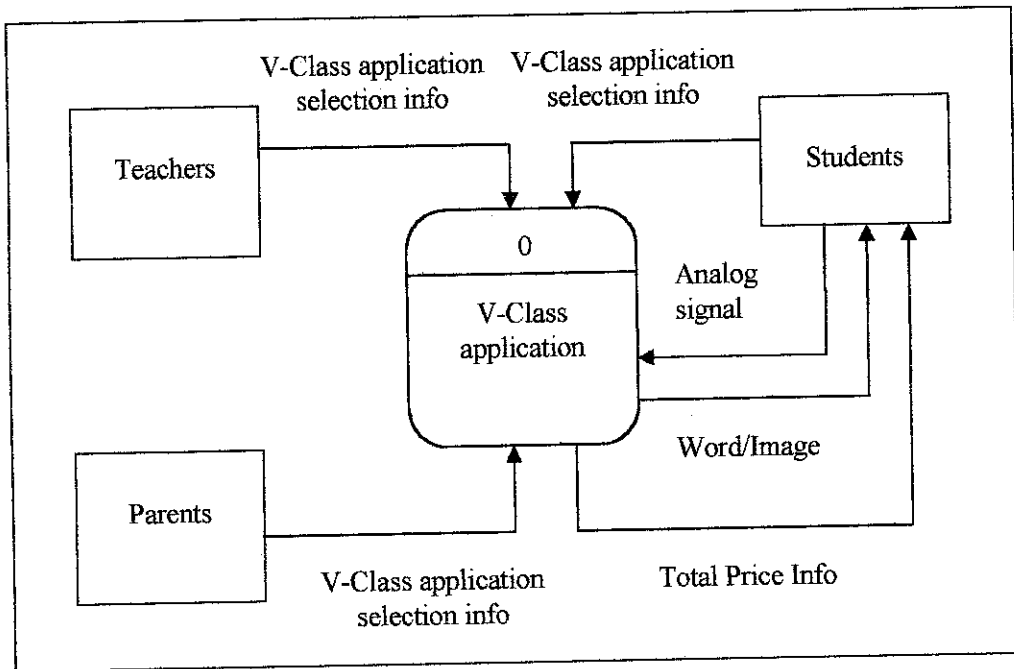 V-Class application
selection info
V-Class application
selection info
Teachers
Students
0
V-Class
application
Analog
signal
Word/Image
Parents
V-Class application
selection info
Total Price Info